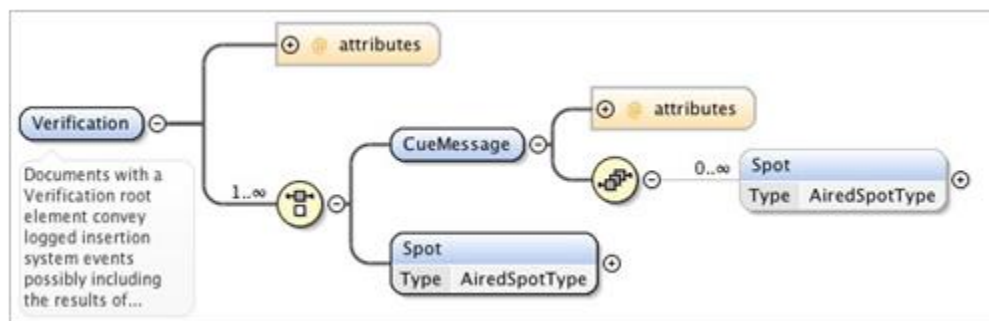 @ attributes
Verification
Documents with a
Verification root
element convey
logged insertion
system events
possibly including
the results of...
1..∞
CueMessage
@ attributes
0..∞
Spot
Type AiredSpotType
Spot
Type AiredSpotType